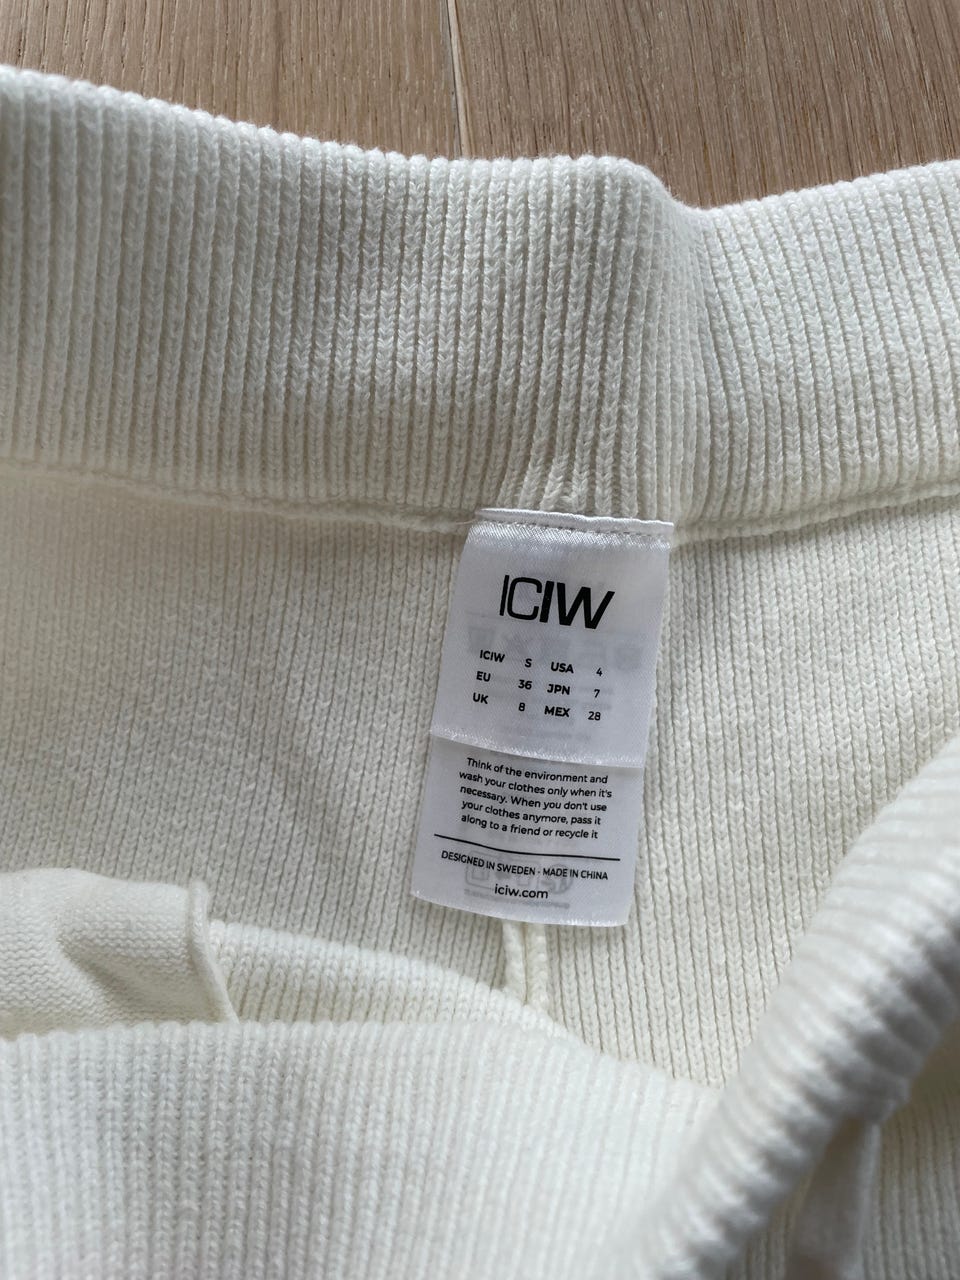 ICIW
ICIW S USA 4
EU 36 JPN 7
UK 8 MEX 28
Think of the environment and
wash your clothes only when it's
necessary. When you don't use
your clothes anymore, pass it
along to a friend or recycle it
DESIGNED IN SWEDEN - MADE IN CHINA
iciw.com